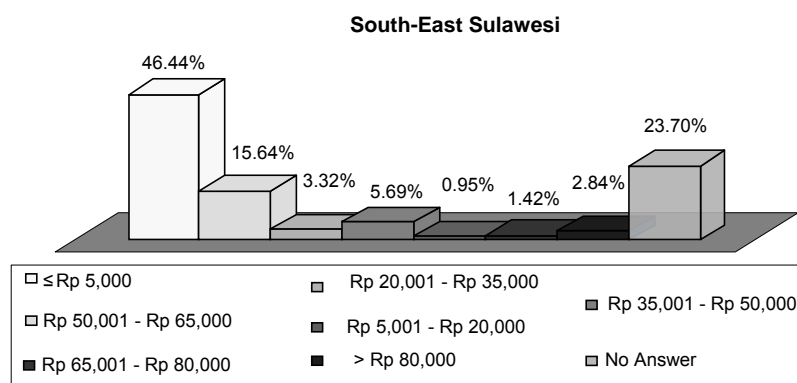 South-East Sulawesi
46.44%
15.64%
3.32%
5.69%
0.95%
1.42%
2.84%
23.70%
≤ Rp 5,000
Rp 20,001 - Rp 35,000
Rp 35,001 - Rp 50,000
Rp 50,001 - Rp 65,000
Rp 5,001 - Rp 20,000
Rp 65,001 - Rp 80,000
> Rp 80,000
No Answer